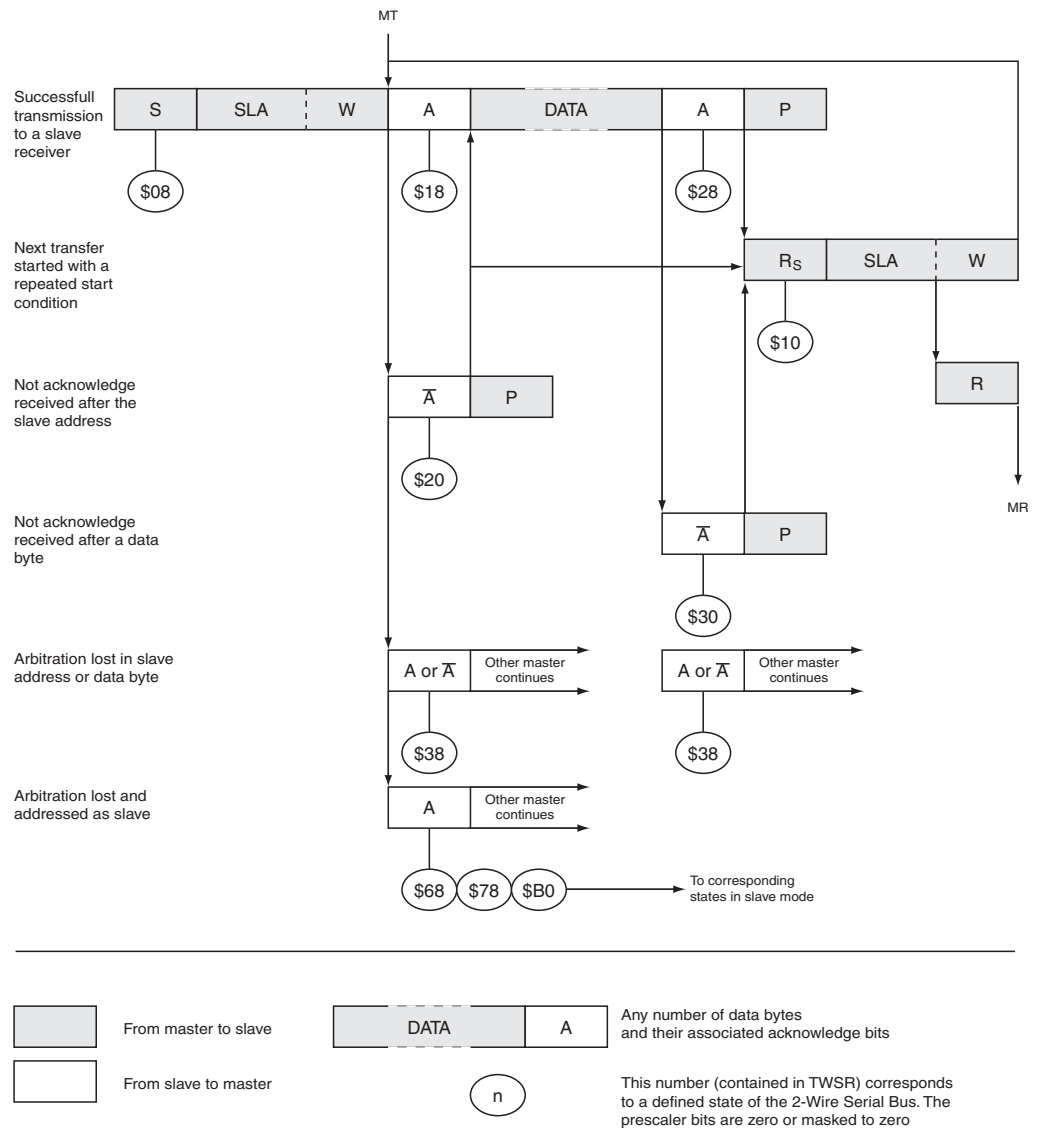 MT
Successfull
transmission
to a slave
receiver
S SLA W A DATA A P
$08 $18 $28
Next transfer
started with a
repeated start
condition
RS SLA W
$10
Not acknowledge
received after the
slave address
A̅ P
R
$20
MR
Not acknowledge
received after a data
byte
A̅ P
$30
Arbitration lost in slave
address or data byte
A or A̅
Other master
continues
A or A̅
Other master
continues
$38 $38
Arbitration lost and
addressed as slave
A
Other master
continues
$68 $78 $B0
To corresponding
states in slave mode
From master to slave
DATA A
Any number of data bytes
and their associated acknowledge bits
From slave to master
n
This number (contained in TWSR) corresponds
to a defined state of the 2-Wire Serial Bus. The
prescaler bits are zero or masked to zero